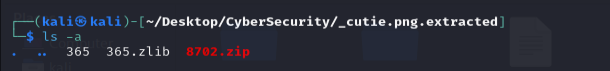 ┌──(kali㉿kali)-[~/Desktop/CyberSecurity/_cutie.png.extracted]
└─$ ls -a
.  ..  365  365.zlib  8702.zip